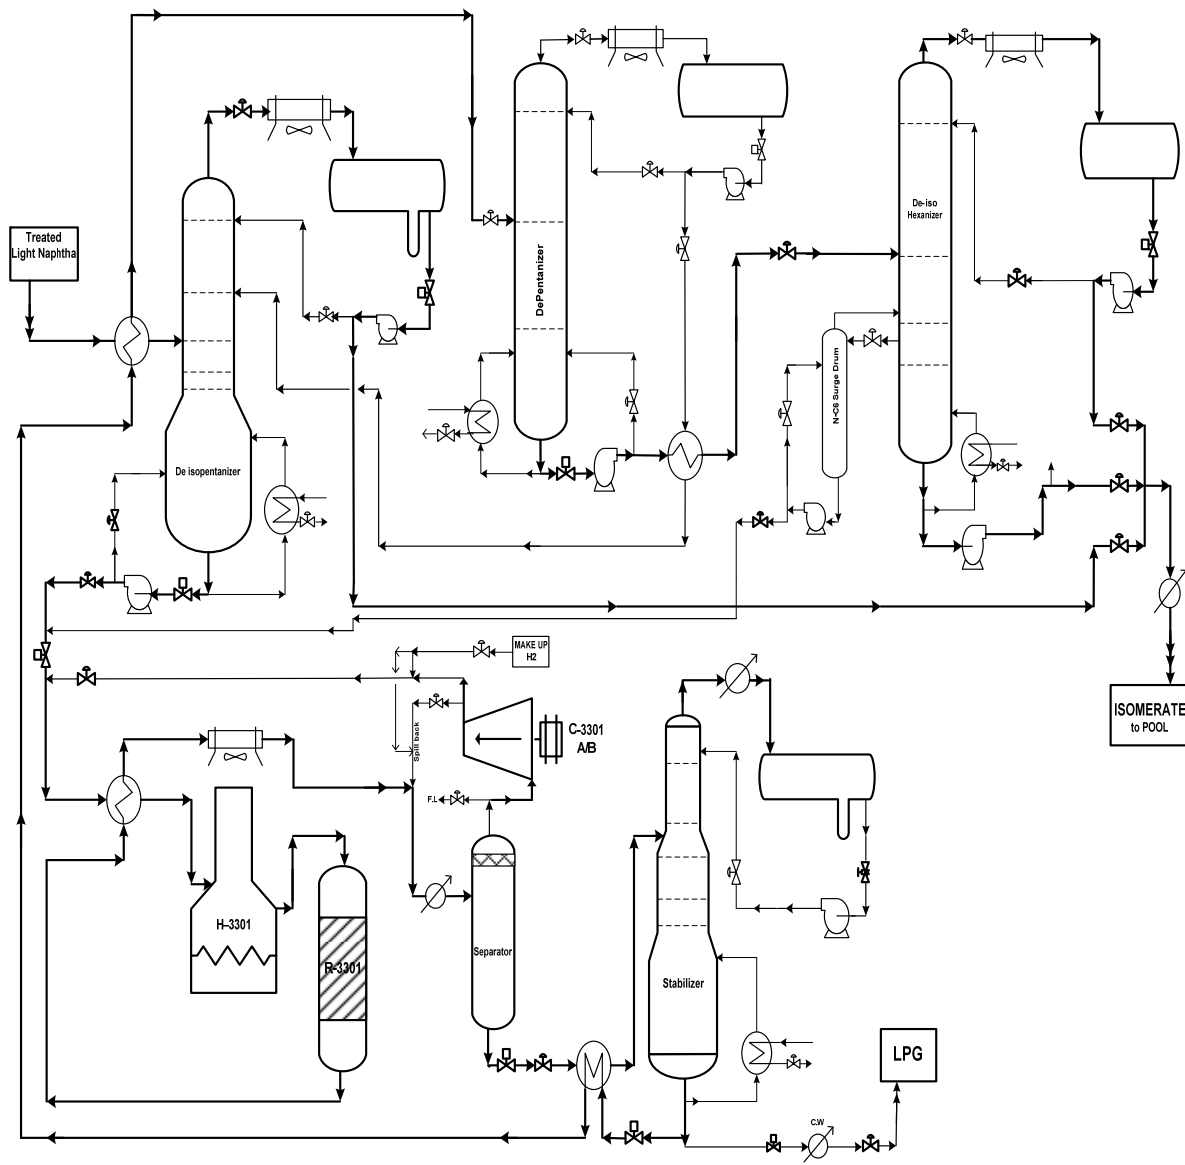 Treated
Light Naphtha
DePentanizer
De-iso
Hexanizer
N-C6 Surge Drum
De isopentanizer
MAKE UP
H2
ISOMERATE
to POOL
C-3301
A/B
Spill back
F.L
H-3301
R-3301
Separator
Stabilizer
LPG
C.W